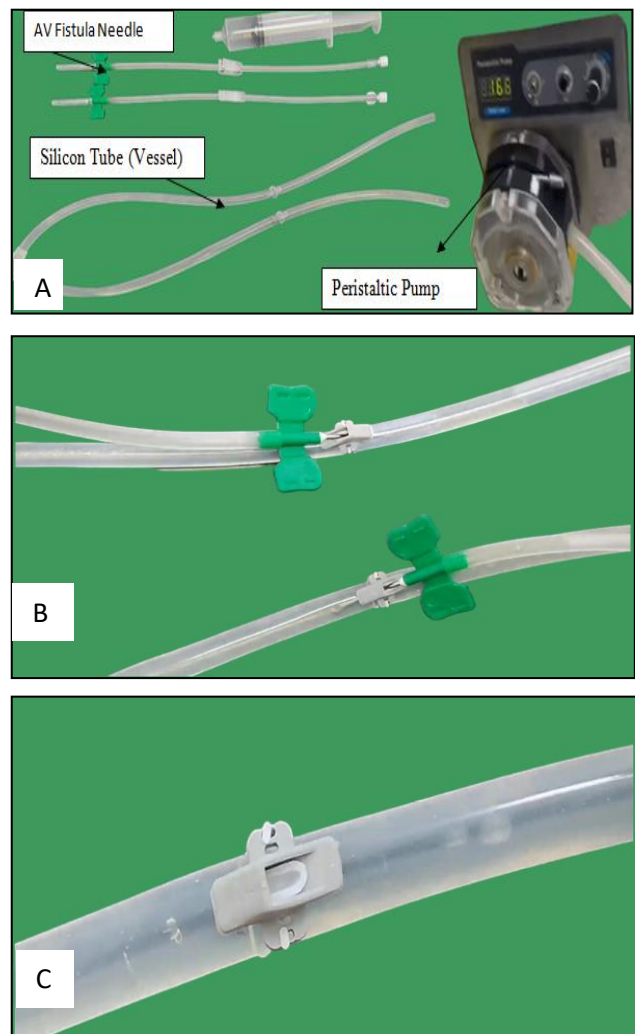 AV Fistula Needle
Silicon Tube (Vessel)
Peristaltic Pump
A
B
C